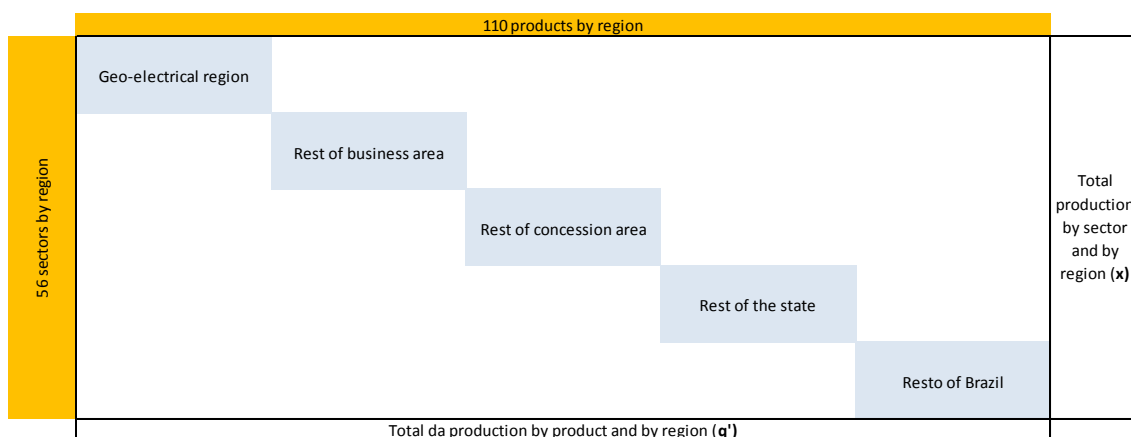 110 products by region
56 sectors by region
Geo-electrical region
Rest of business area
Rest of concession area
Rest of the state
Resto of Brazil
Total
production
by sector
and by
region (x)
Total da production by product and by region (q')